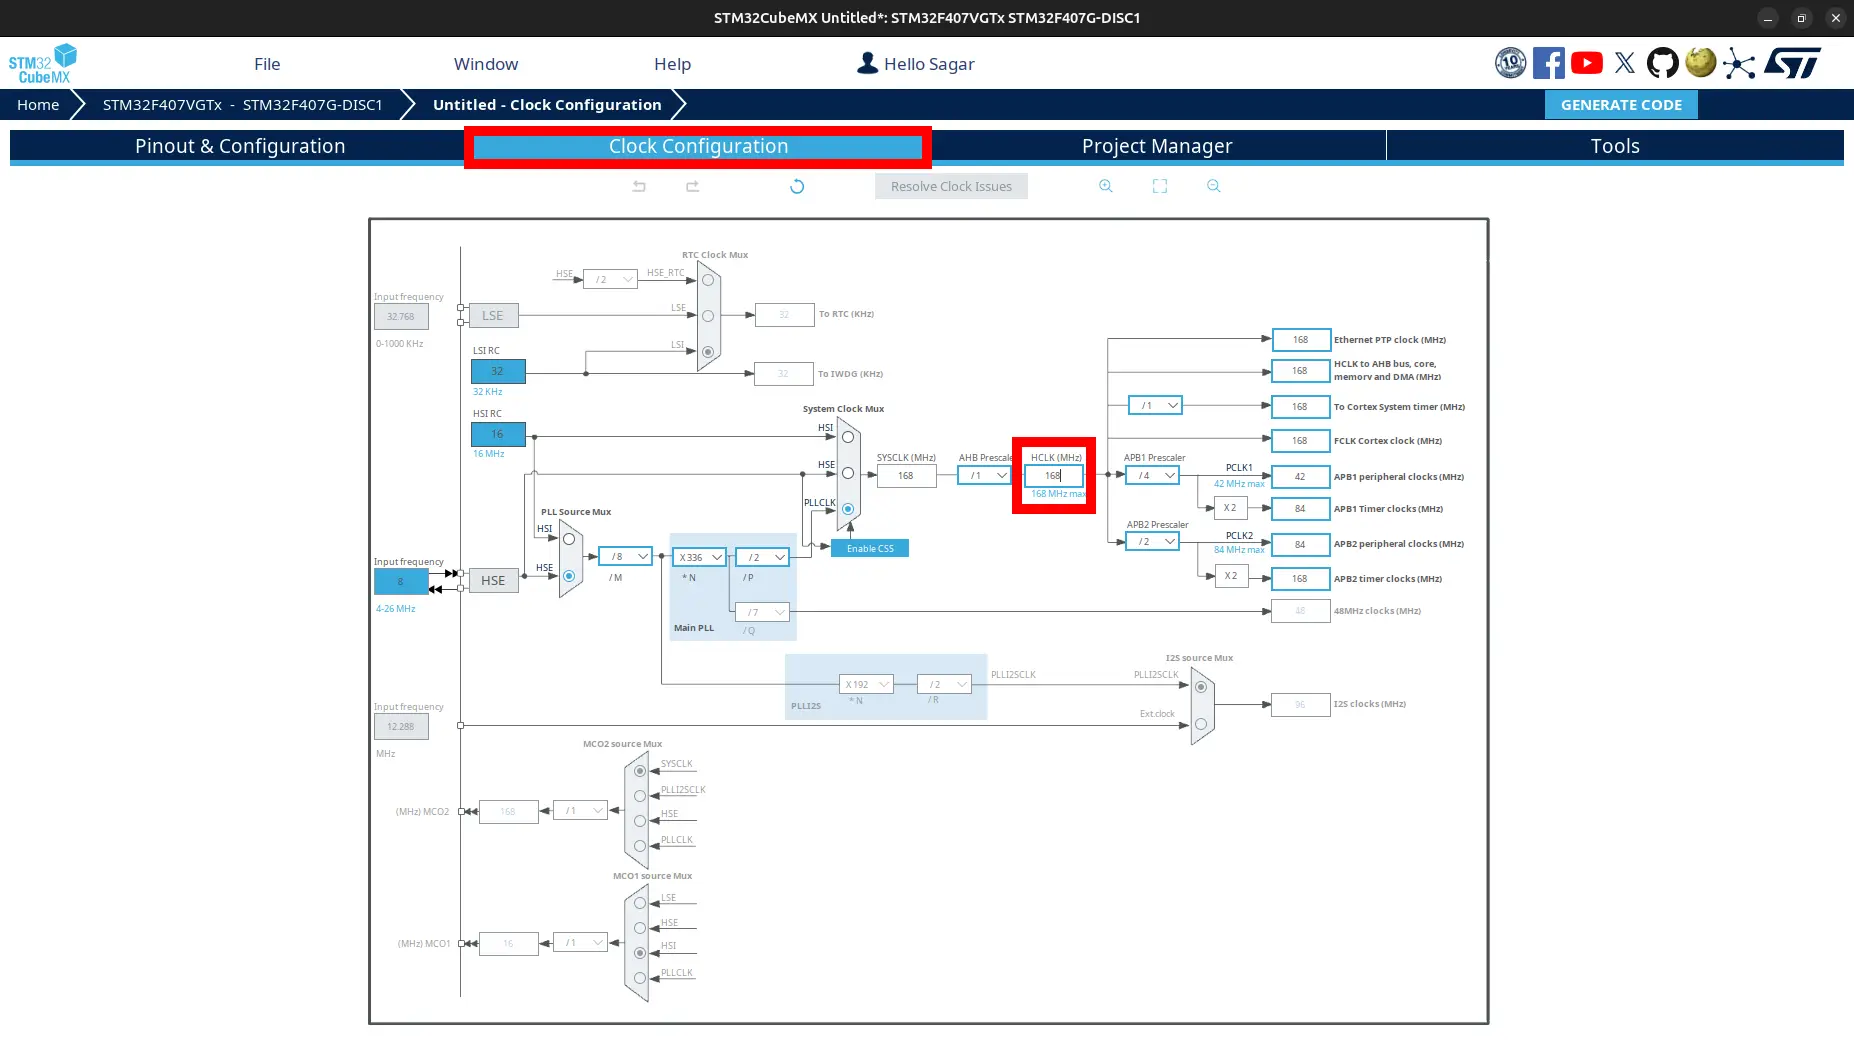 STM32CubeMX Untitled*: STM32F407VGTx STM32F407G-DISC1
STM32
CubeMX
File
Window
Help
Hello Sagar
10
ST
Home
STM32F407VGTx - STM32F407G-DISC1
Untitled - Clock Configuration
GENERATE CODE
Pinout & Configuration
Clock Configuration
Project Manager
Tools
Resolve Clock Issues
RTC Clock Mux
HSE
/ 2
HSE_RTC
Input frequency
32.768
0-1000 KHz
LSE
LSE
32
To RTC (KHz)
LSI RC
32
32 KHz
LSI
32
To IWDG (KHz)
HSI RC
16
16 MHz
System Clock Mux
HSI
HSE
PLLCLK
SYSCLK (MHz)
168
AHB Prescale
/ 1
HCLK (MHz)
168
168 MHz max
168
Ethernet PTP clock (MHz)
168
HCLK to AHB bus, core,
memory and DMA (MHz)
/ 1
168
To Cortex System timer (MHz)
168
FCLK Cortex clock (MHz)
APB1 Prescaler
/ 4
PCLK1
42 MHz max
42
APB1 peripheral clocks (MHz)
X 2
84
APB1 Timer clocks (MHz)
APB2 Prescaler
/ 2
PCLK2
84 MHz max
84
APB2 peripheral clocks (MHz)
X 2
168
APB2 timer clocks (MHz)
48
48MHz clocks (MHz)
PLL Source Mux
HSI
HSE
Input frequency
8
4-26 MHz
HSE
/ 8
/ M
X 336
* N
/ 2
/ P
/ 7
/ Q
Main PLL
Enable CSS
X 192
* N
/ 2
/ R
PLLI2S
PLLI2SCLK
I2S source Mux
PLLI2SCLK
Ext.clock
96
I2S clocks (MHz)
Input frequency
12.288
MHz
MCO2 source Mux
SYSCLK
PLLI2SCLK
HSE
PLLCLK
(MHz) MCO2
168
/ 1
MCO1 source Mux
LSE
HSE
HSI
PLLCLK
(MHz) MCO1
16
/ 1